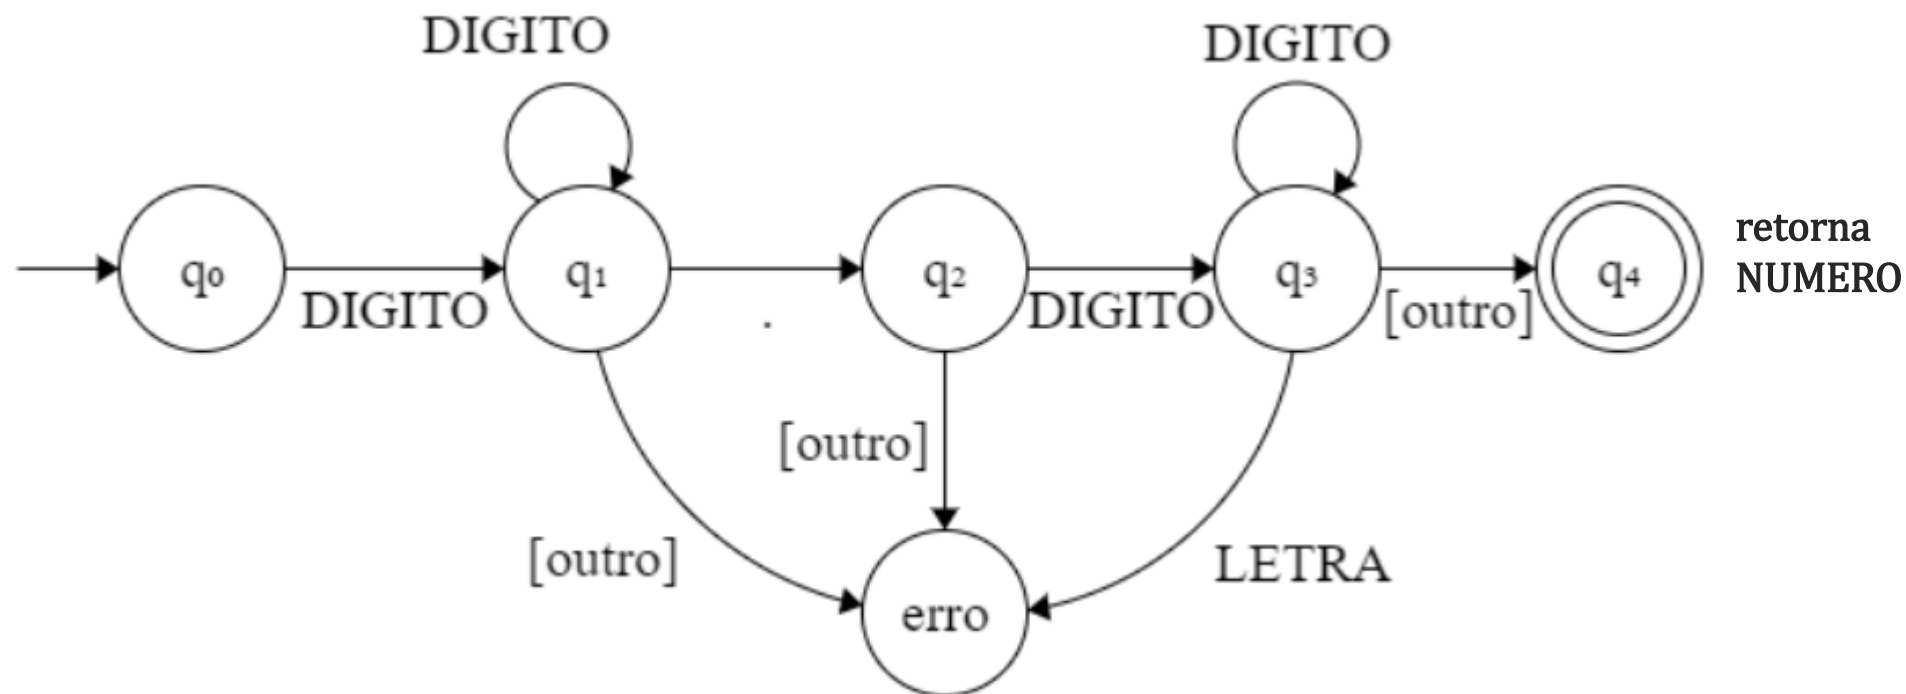 DIGITO
DIGITO
q₀
DIGITO
q₁
.
q₂
DIGITO
q₃
[outro]
q₄
retorna
NUMERO
[outro]
[outro]
LETRA
erro